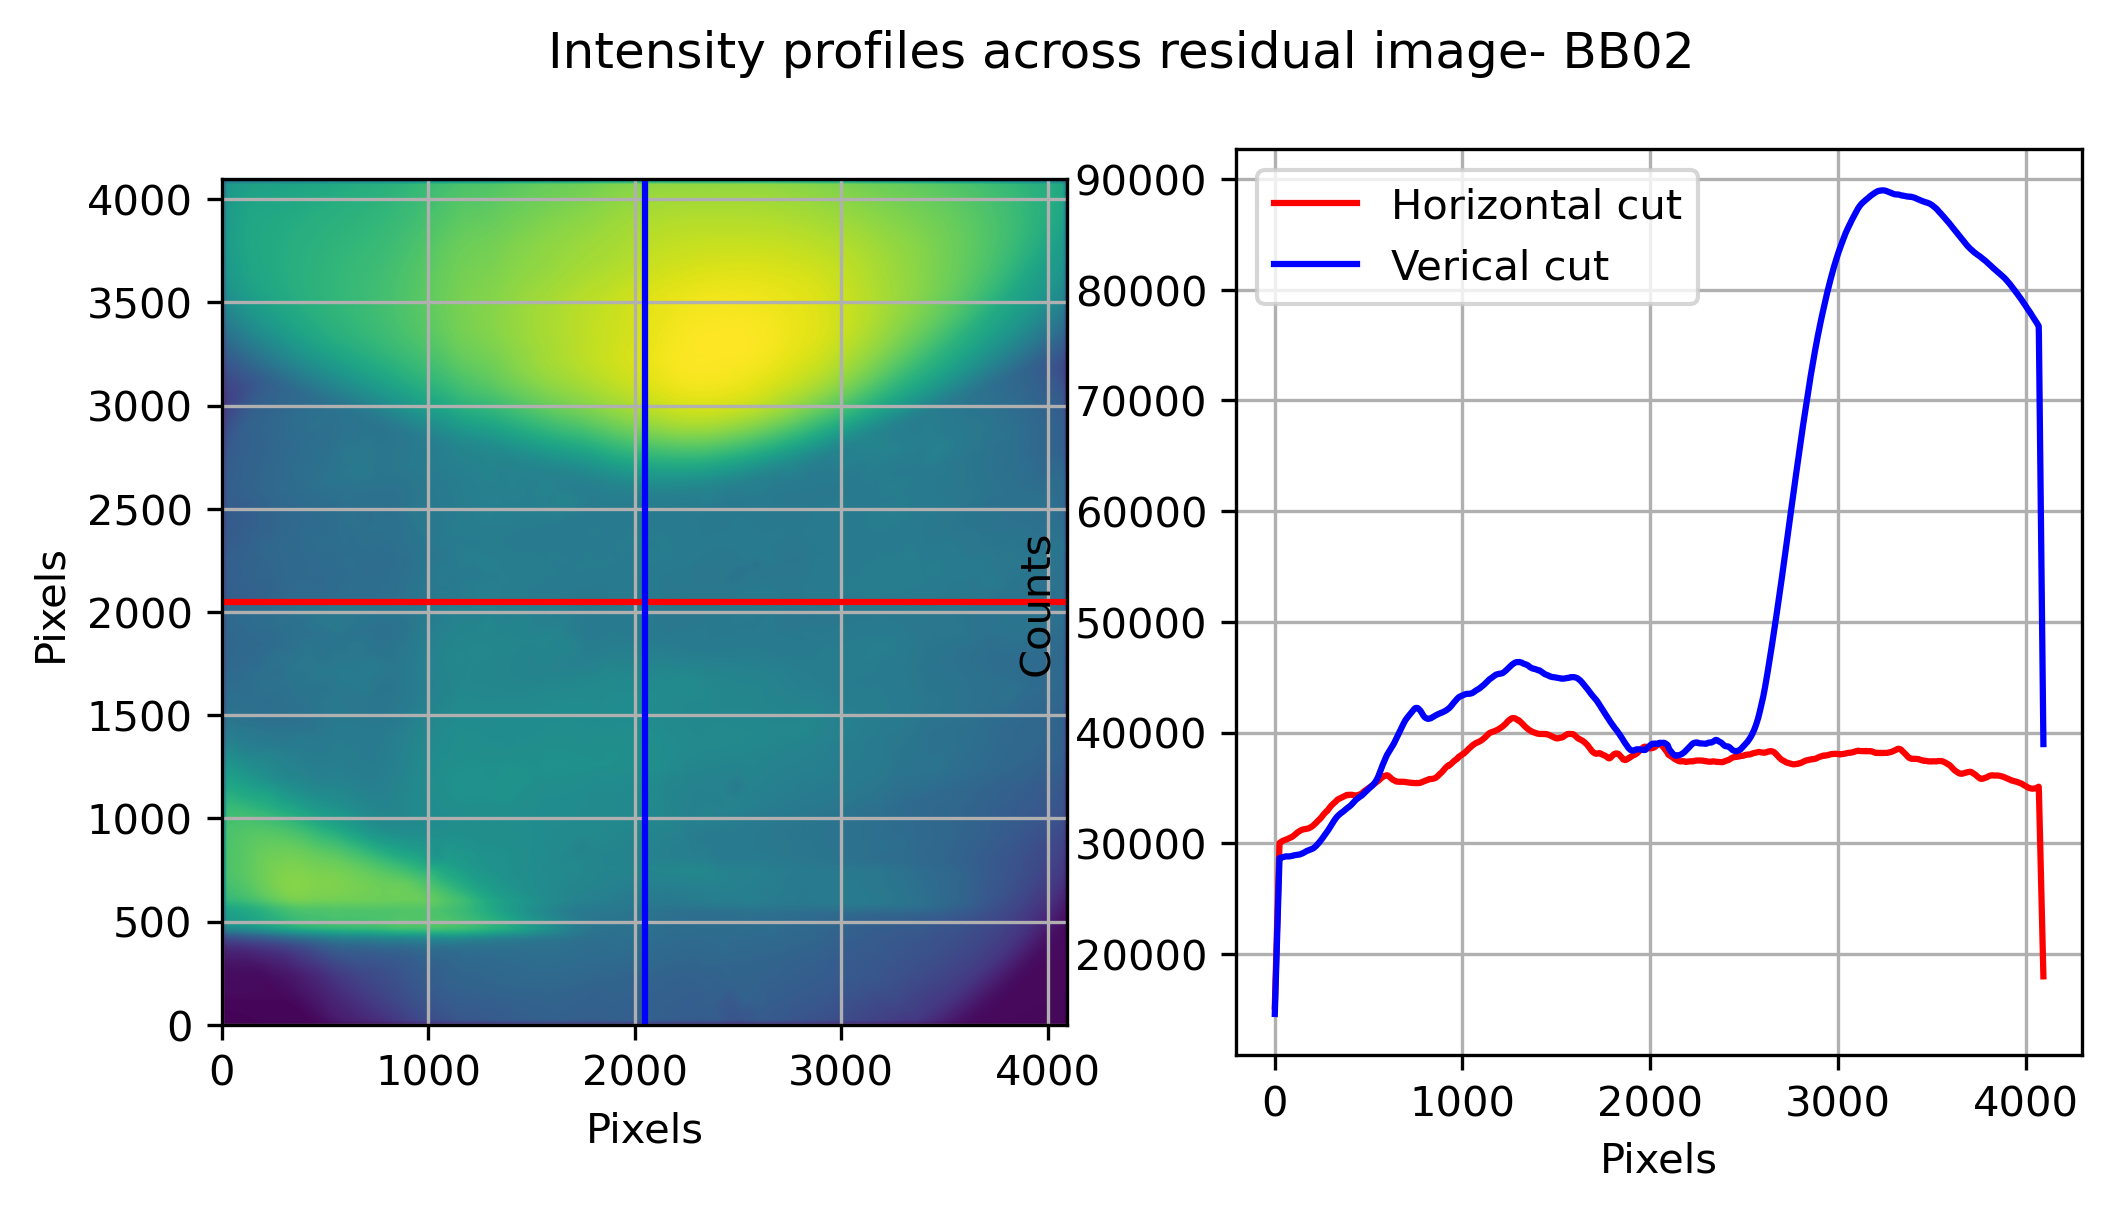 Intensity profiles across residual image- BB02
4000
3500
3000
2500
2000
1500
1000
500
0
Pixels
0 1000 2000 3000 4000
Pixels
90000
80000
70000
60000
50000
40000
30000
20000
Counts
Horizontal cut
Verical cut
0 1000 2000 3000 4000
Pixels